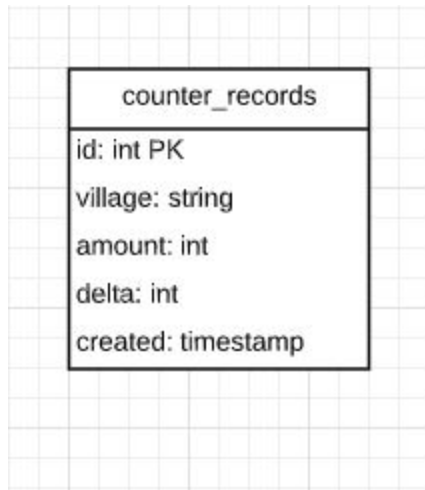 counter_records
id: int PK
village: string
amount: int
delta: int
created: timestamp